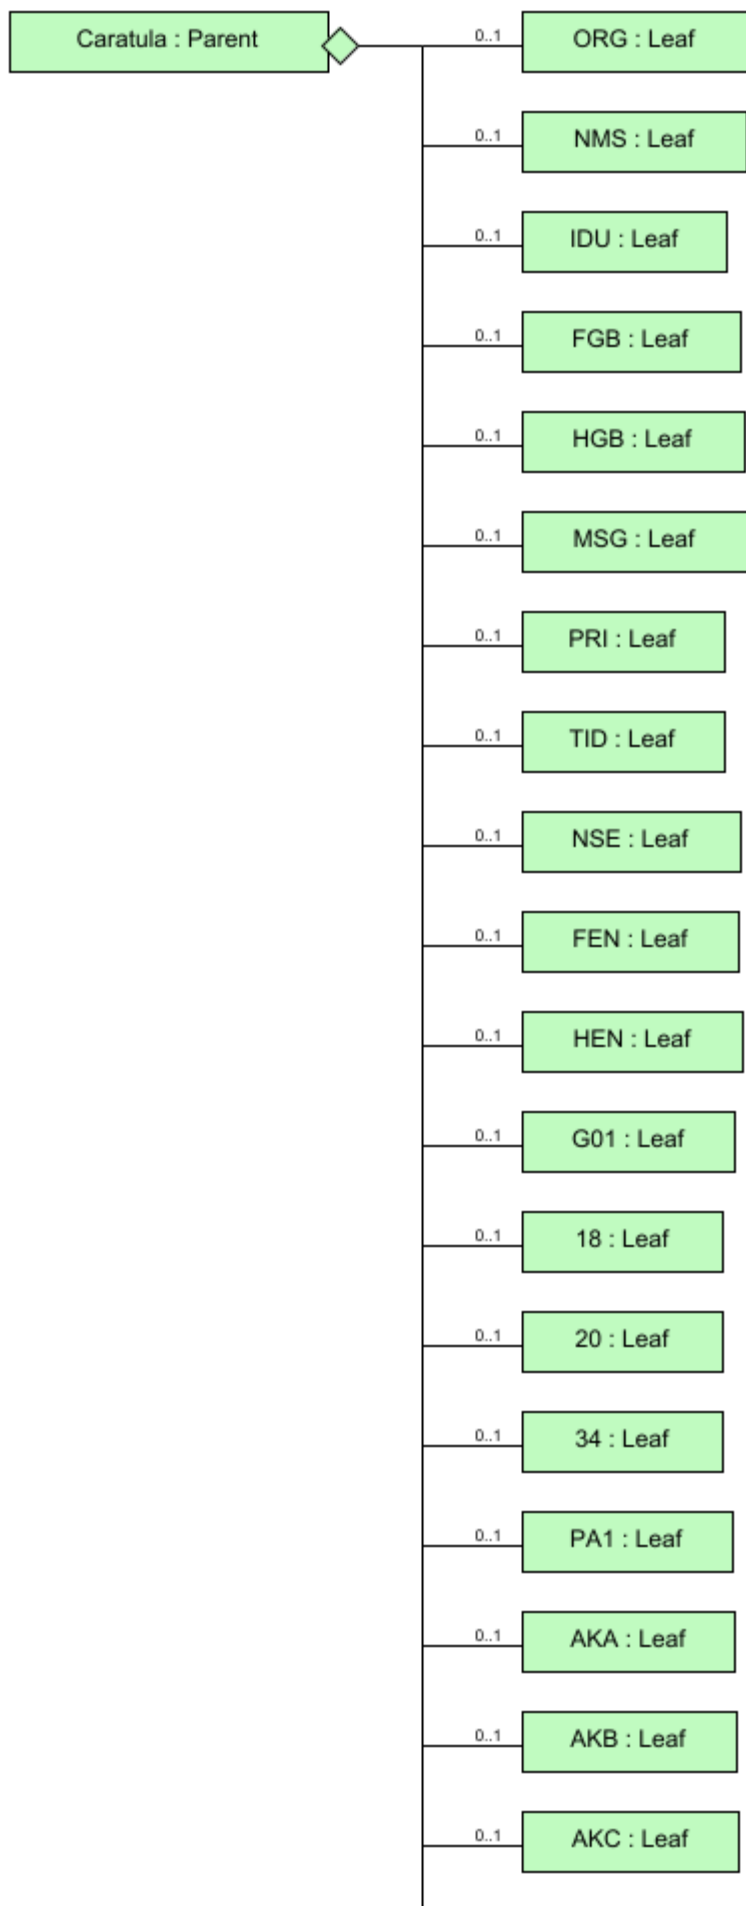 Caratula : Parent
0..1
ORG : Leaf
0..1
NMS : Leaf
0..1
IDU : Leaf
0..1
FGB : Leaf
0..1
HGB : Leaf
0..1
MSG : Leaf
0..1
PRI : Leaf
0..1
TID : Leaf
0..1
NSE : Leaf
0..1
FEN : Leaf
0..1
HEN : Leaf
0..1
G01 : Leaf
0..1
18 : Leaf
0..1
20 : Leaf
0..1
34 : Leaf
0..1
PA1 : Leaf
0..1
AKA : Leaf
0..1
AKB : Leaf
0..1
AKC : Leaf